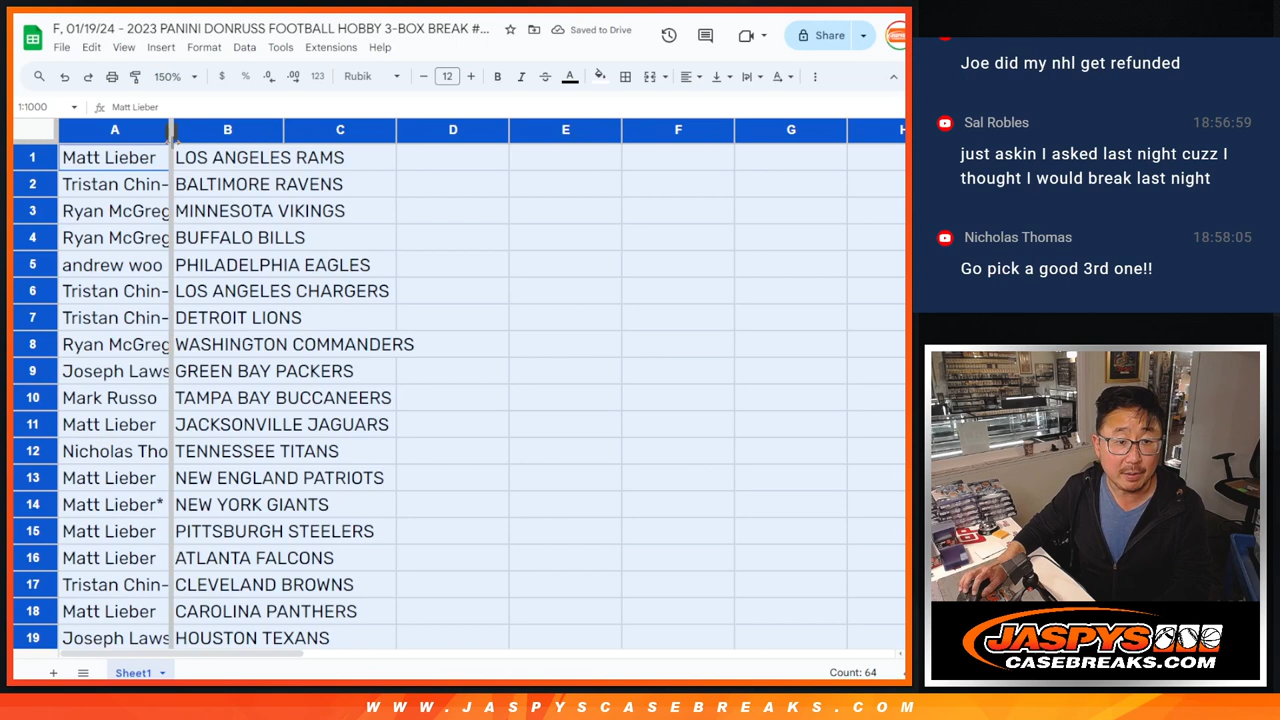 F, 01/19/24 - 2023 PANINI DONRUSS FOOTBALL HOBBY 3-BOX BREAK #...
Saved to Drive
Share
File Edit View Insert Format Data Tools Extensions Help
150% $ % .0 .00 123 Rubik 12 B I A
1:1000 fx Matt Lieber
A B C D E F G H
1 Matt Lieber LOS ANGELES RAMS
2 Tristan Chin- BALTIMORE RAVENS
3 Ryan McGreg MINNESOTA VIKINGS
4 Ryan McGreg BUFFALO BILLS
5 andrew woo PHILADELPHIA EAGLES
6 Tristan Chin- LOS ANGELES CHARGERS
7 Tristan Chin- DETROIT LIONS
8 Ryan McGreg WASHINGTON COMMANDERS
9 Joseph Laws GREEN BAY PACKERS
10 Mark Russo TAMPA BAY BUCCANEERS
11 Matt Lieber JACKSONVILLE JAGUARS
12 Nicholas Tho TENNESSEE TITANS
13 Matt Lieber NEW ENGLAND PATRIOTS
14 Matt Lieber* NEW YORK GIANTS
15 Matt Lieber PITTSBURGH STEELERS
16 Matt Lieber ATLANTA FALCONS
17 Tristan Chin- CLEVELAND BROWNS
18 Matt Lieber CAROLINA PANTHERS
19 Joseph Laws HOUSTON TEXANS
Sheet1
Count: 64
Joe did my nhl get refunded
Sal Robles 18:56:59
just askin I asked last night cuzz I
thought I would break last night
Nicholas Thomas 18:58:05
Go pick a good 3rd one!!
JASPYS
CASEBREAKS.COM
WWW.JASPYSCASEBREAKS.COM